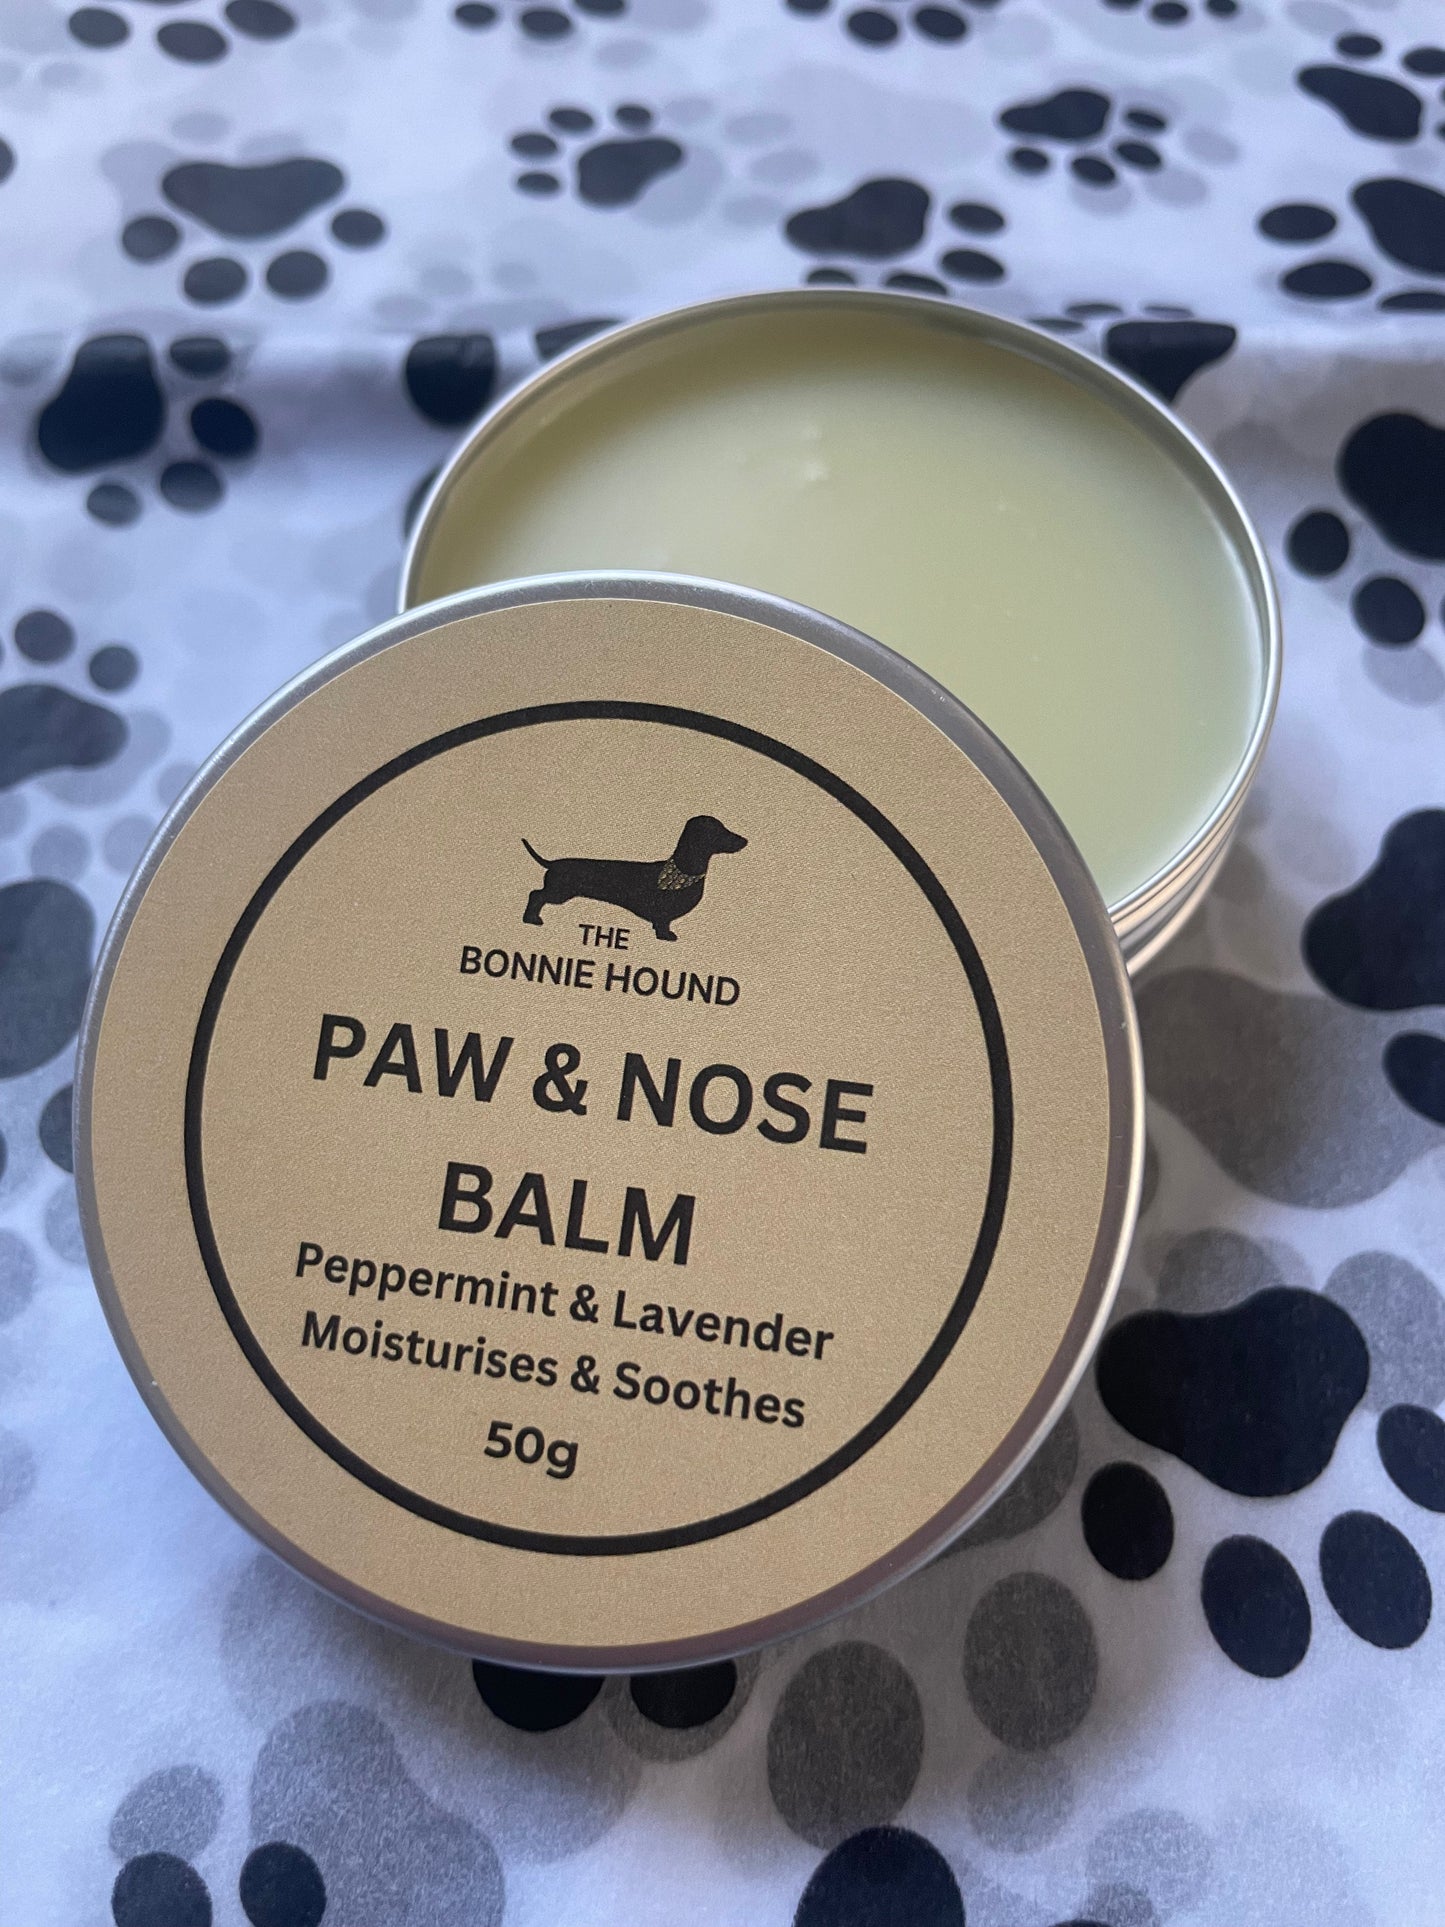 THE
BONNIE HOUND
PAW & NOSE
BALM
Peppermint & Lavender
Moisturises & Soothes
50g